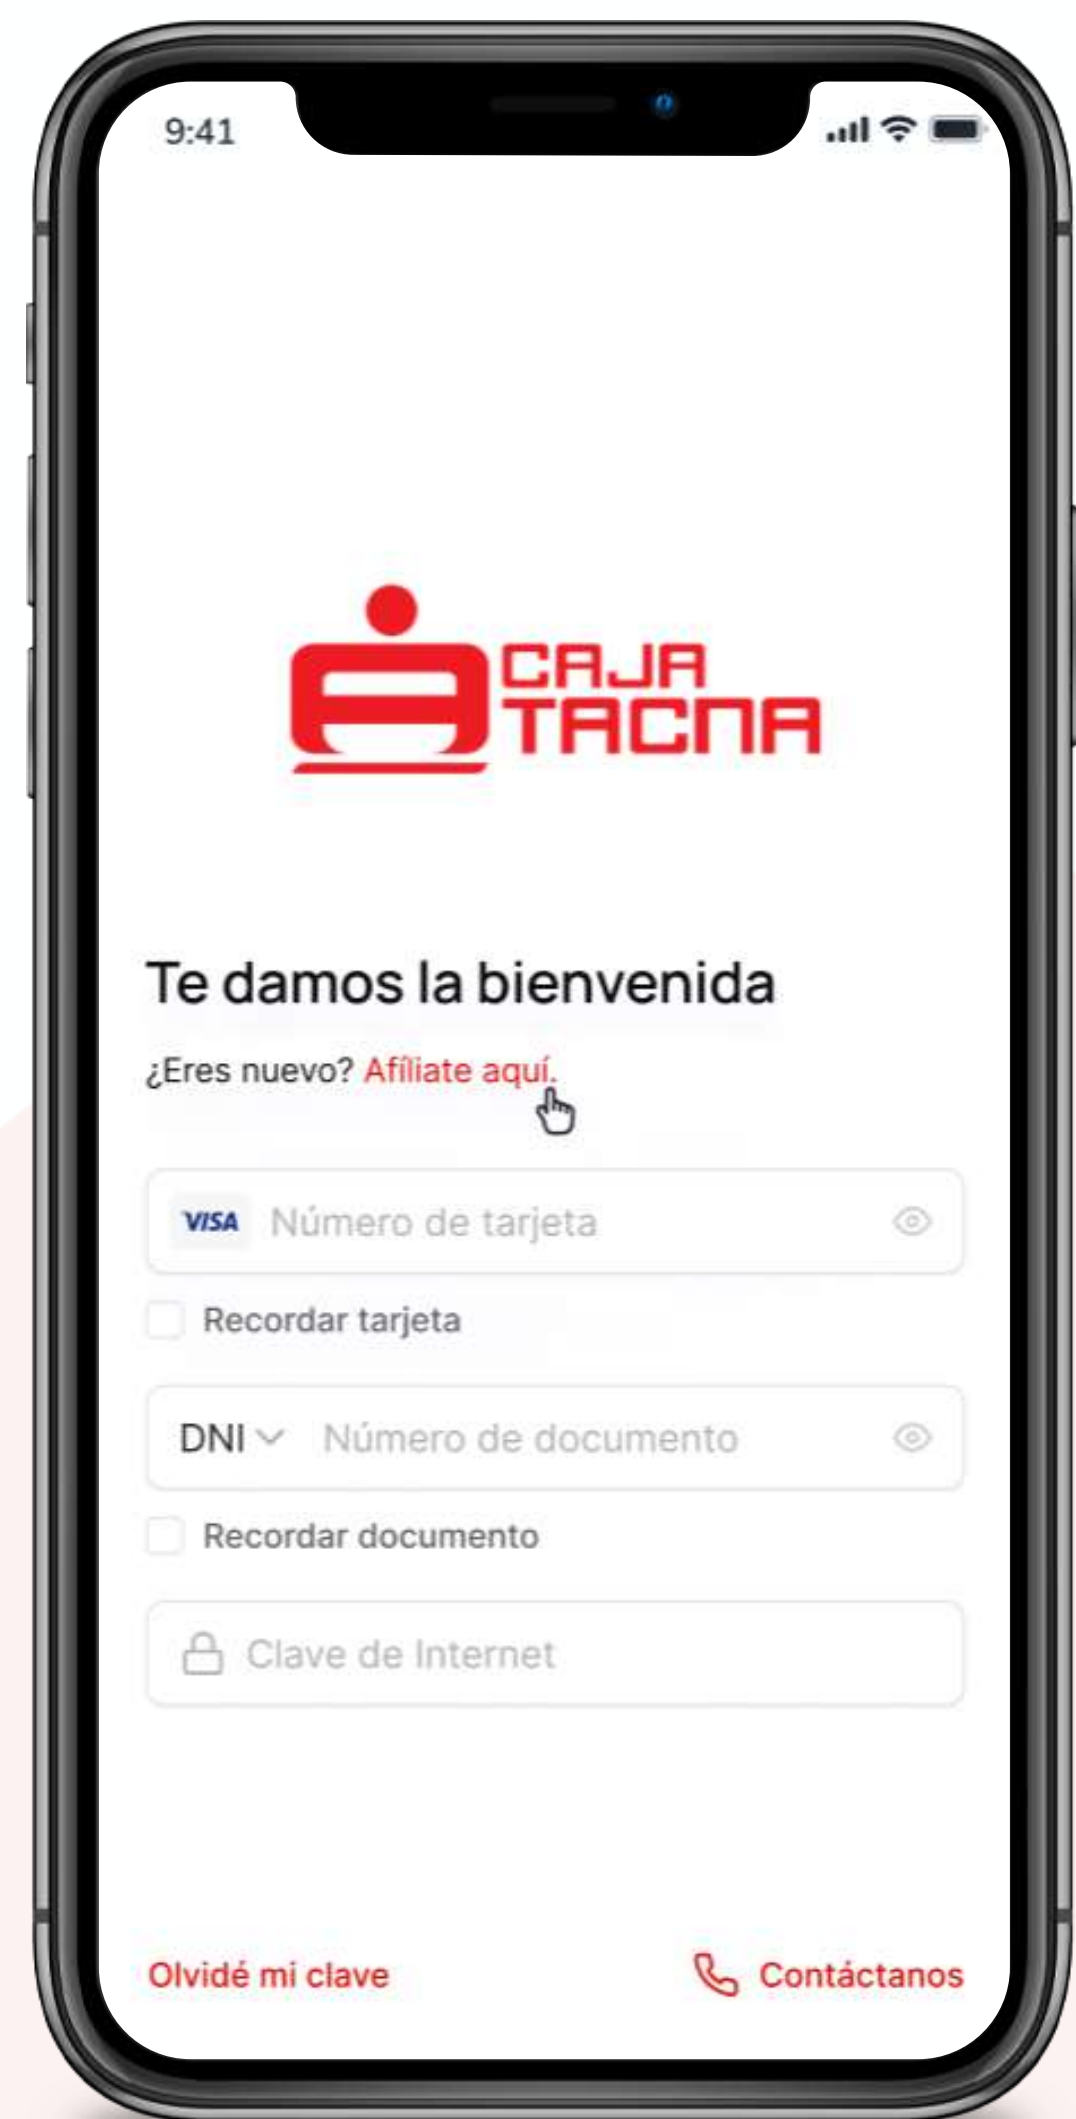 9:41
CAJA
TACNA
Te damos la bienvenida
¿Eres nuevo? Afíliate aquí.
VISA Número de tarjeta
Recordar tarjeta
DNI Número de documento
Recordar documento
Clave de Internet
Olvidé mi clave Contáctanos